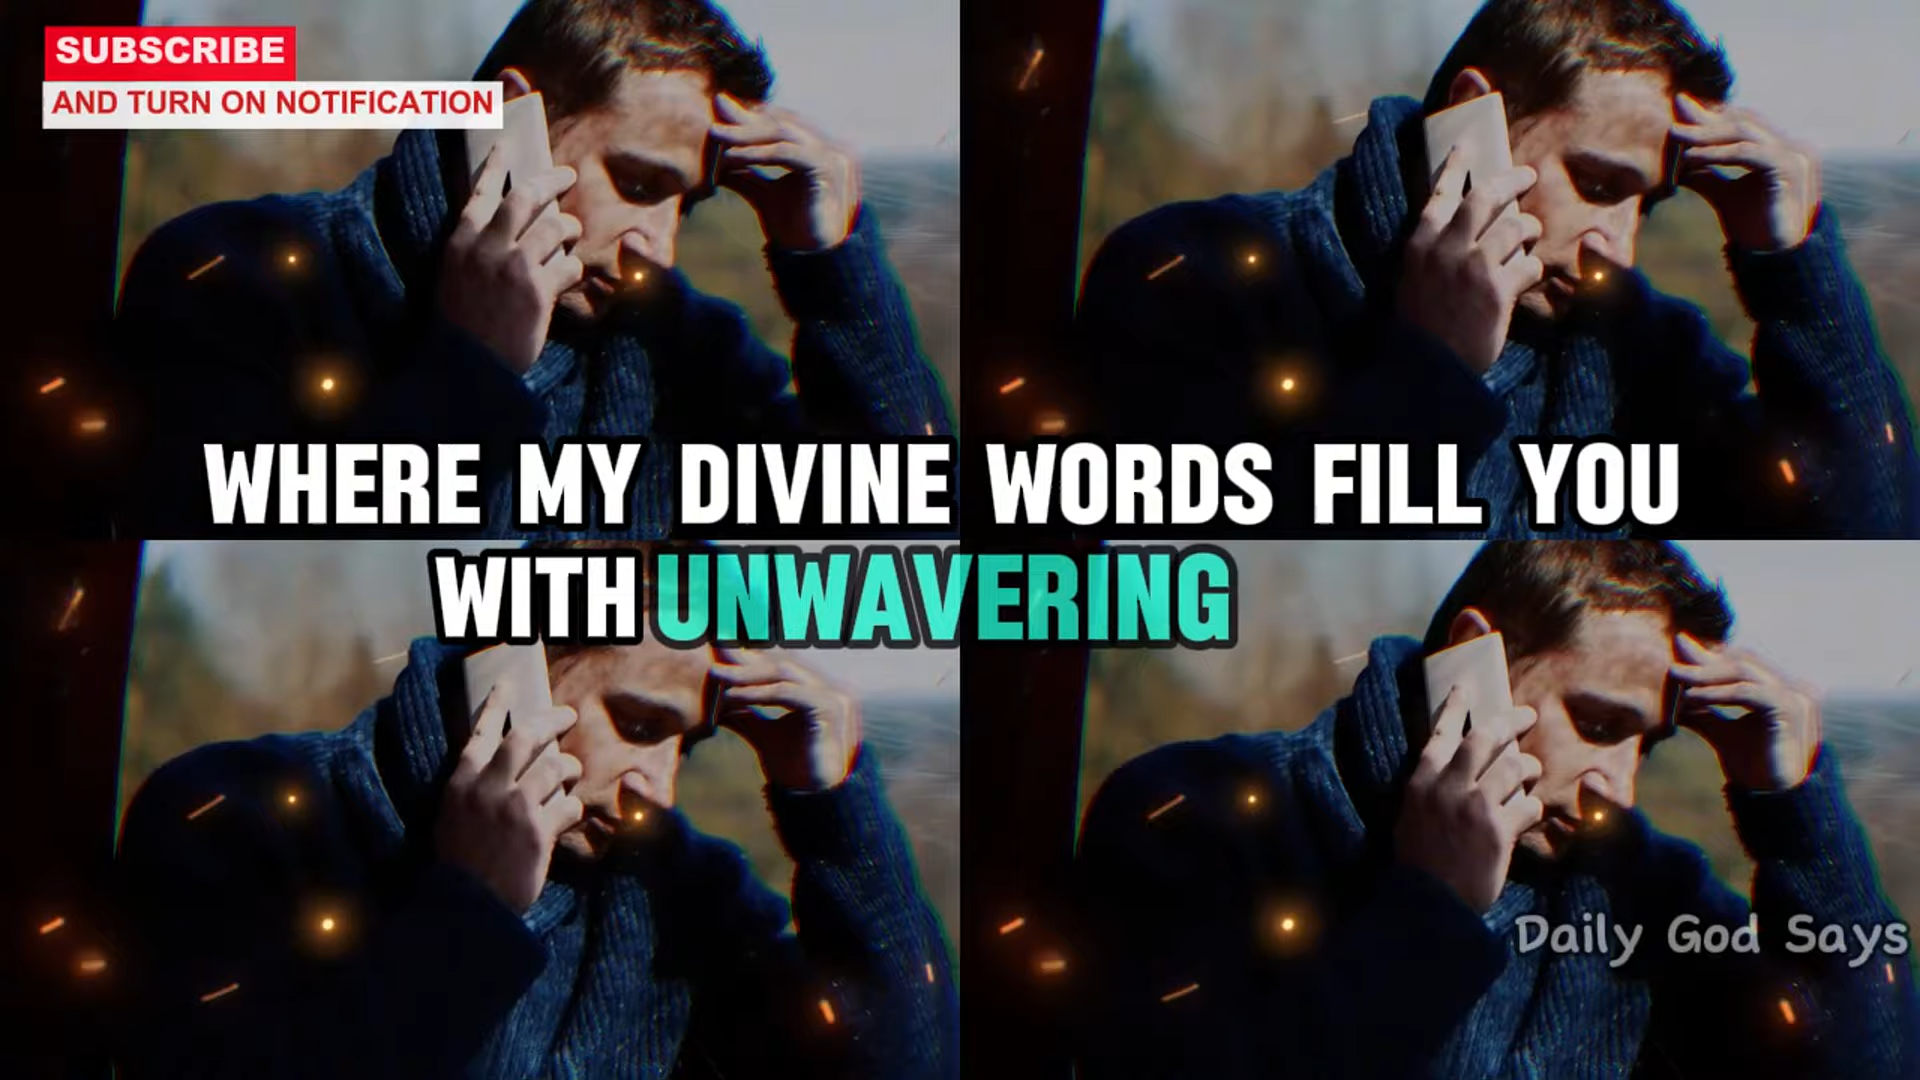 SUBSCRIBE
AND TURN ON NOTIFICATION
WHERE MY DIVINE WORDS FILL YOU
WITH UNWAVERING
Daily God Says